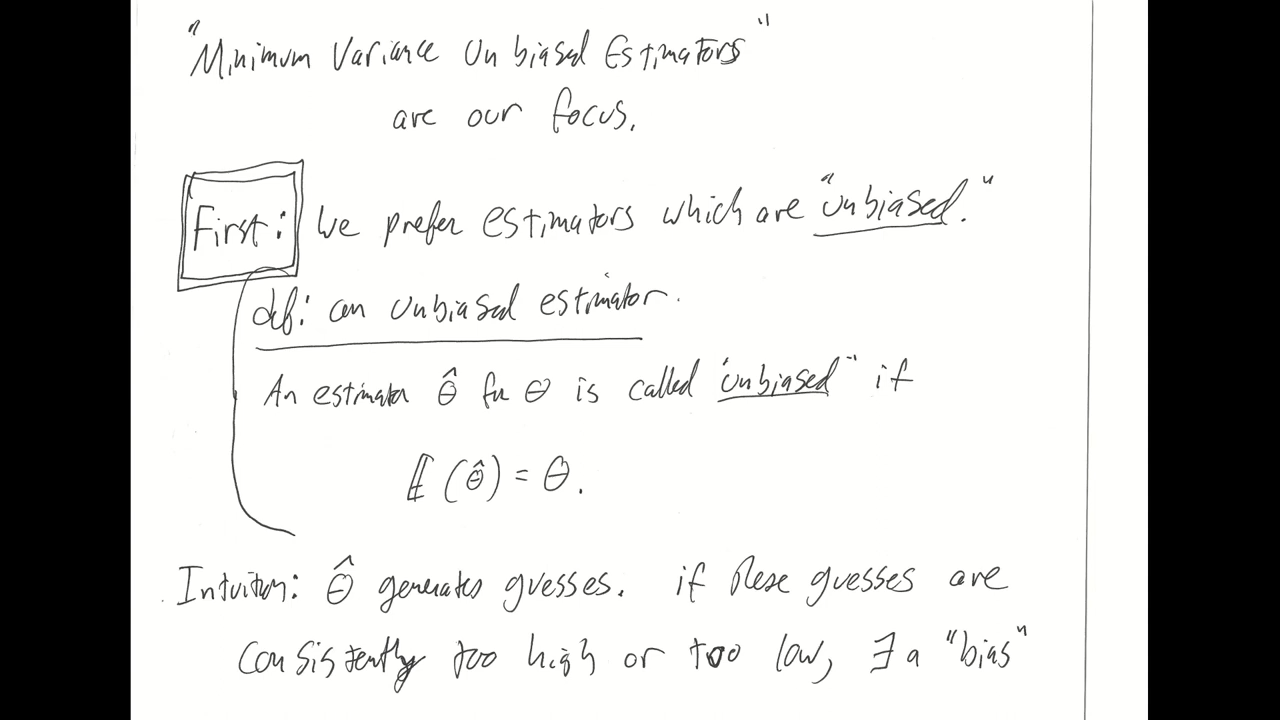 "Minimum Variance Unbiased Estimators"
are our focus.
First: We prefer estimators which are "unbiased."
def: an unbiased estimator.
An estimator θ̂ for θ is called "unbiased" if
𝔼(θ̂) = θ.
Intuition: θ̂ generates guesses. if these guesses are
consistently too high or too low, ∃ a "bias"